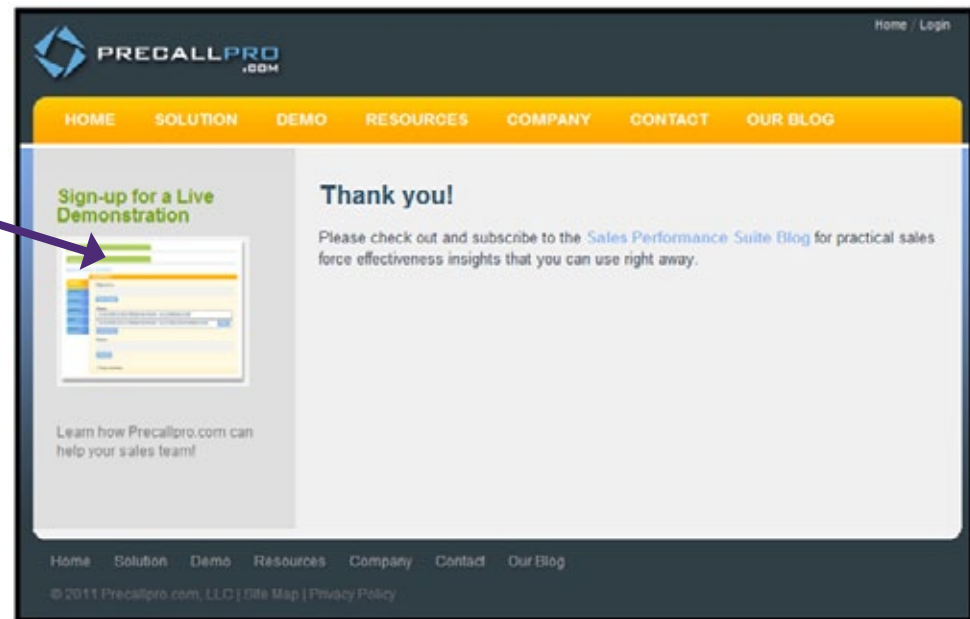 Home / Login
PRECALLPRO
.COM
HOME SOLUTION DEMO RESOURCES COMPANY CONTACT OUR BLOG
Sign-up for a Live
Demonstration
Learn how Precallpro.com can
help your sales team!
Thank you!
Please check out and subscribe to the Sales Performance Suite Blog for practical sales
force effectiveness insights that you can use right away.
Home Solution Demo Resources Company Contact Our Blog
© 2011 Precallpro.com, LLC | Site Map | Privacy Policy